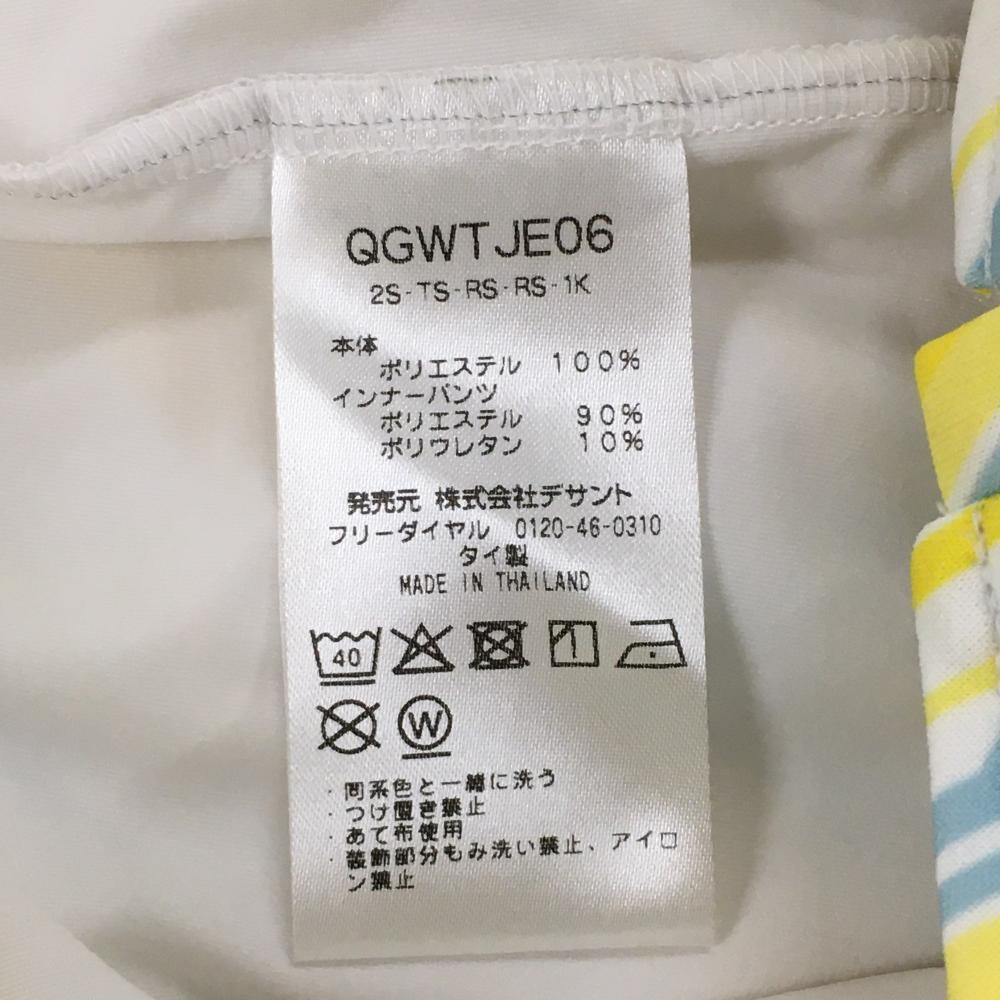 QGWTJE06
2S-TS-RS-RS-1K
本体
ポリエステル 100%
インナーパンツ
ポリエステル 90%
ポリウレタン 10%
発売元 株式会社デサント
フリーダイヤル 0120-46-0310
タイ製
MADE IN THAILAND
40
W
・同系色と一緒に洗う
・つけ置き禁止
・あて布使用
・装飾部分もみ洗い禁止、アイロ
ン禁止